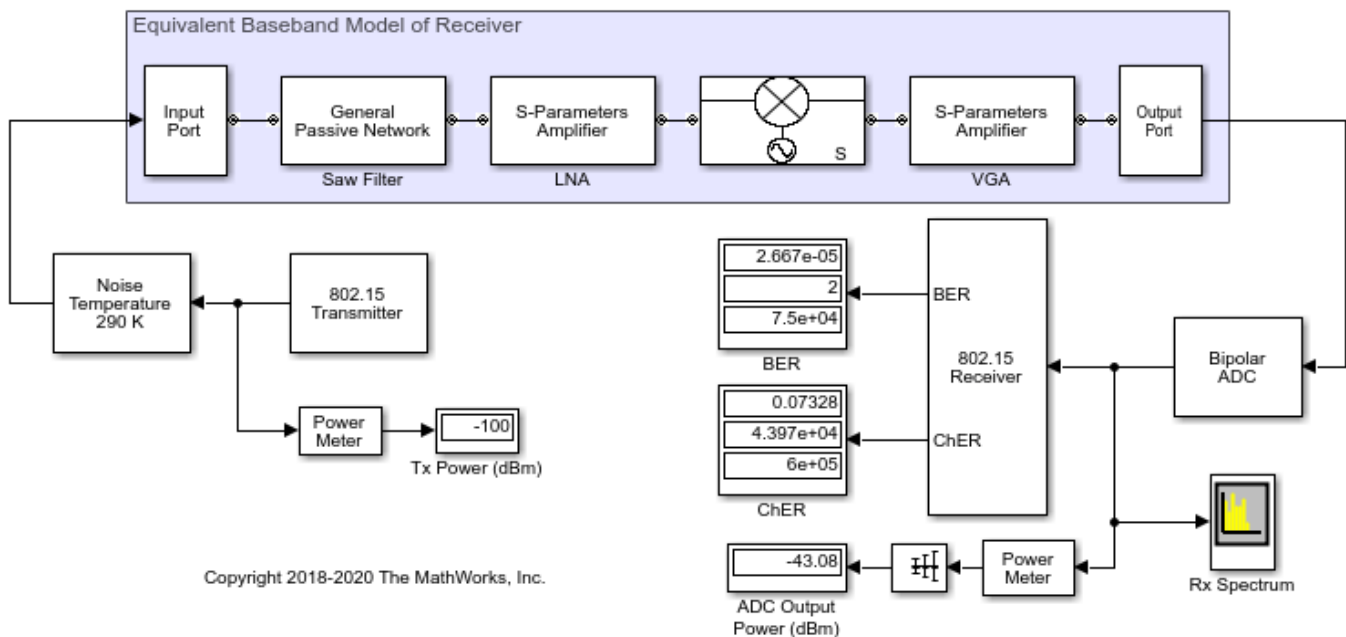 Equivalent Baseband Model of Receiver
Input
Port
General
Passive Network
Saw Filter
S-Parameters
Amplifier
LNA
S
S-Parameters
Amplifier
VGA
Output
Port
Noise
Temperature
290 K
802.15
Transmitter
Power
Meter
-100
Tx Power (dBm)
2.667e-05
2
7.5e+04
BER
0.07328
4.397e+04
6e+05
ChER
BER
802.15
Receiver
ChER
Bipolar
ADC
-43.08
ADC Output
Power (dBm)
Power
Meter
Rx Spectrum
Copyright 2018-2020 The MathWorks, Inc.